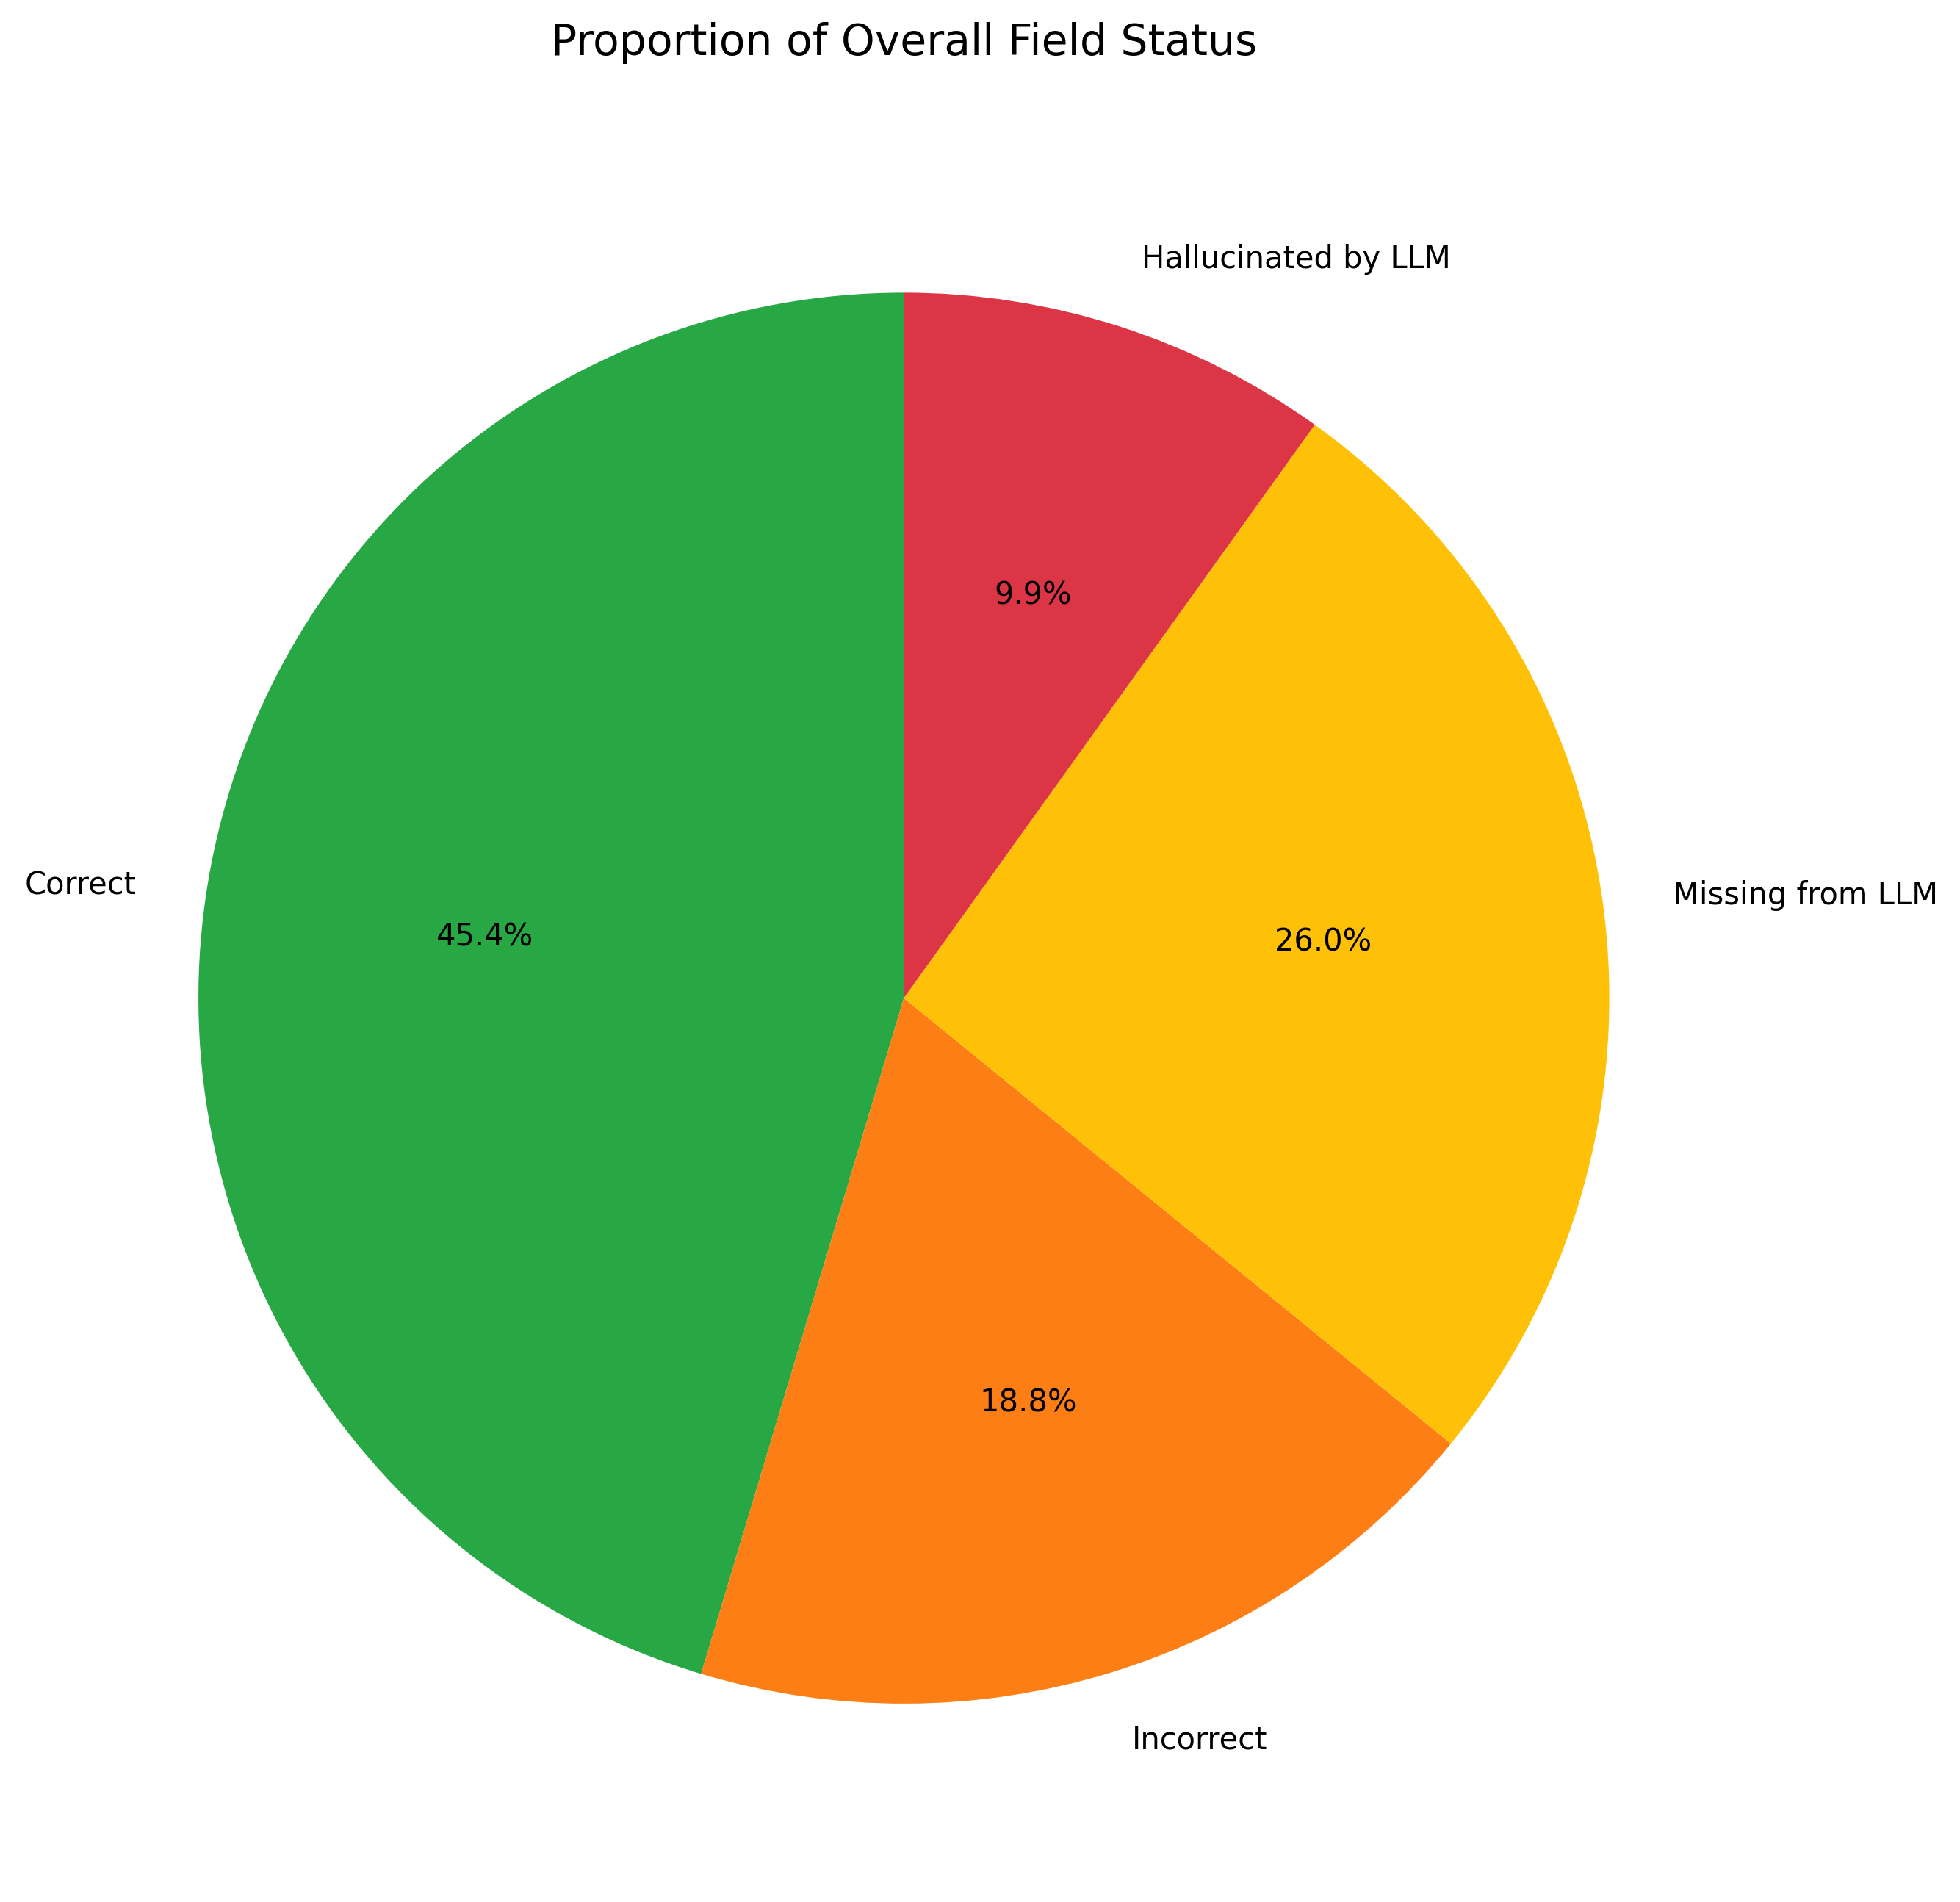 Proportion of Overall Field Status
Hallucinated by LLM
9.9%
Correct
45.4%
Missing from LLM
26.0%
18.8%
Incorrect